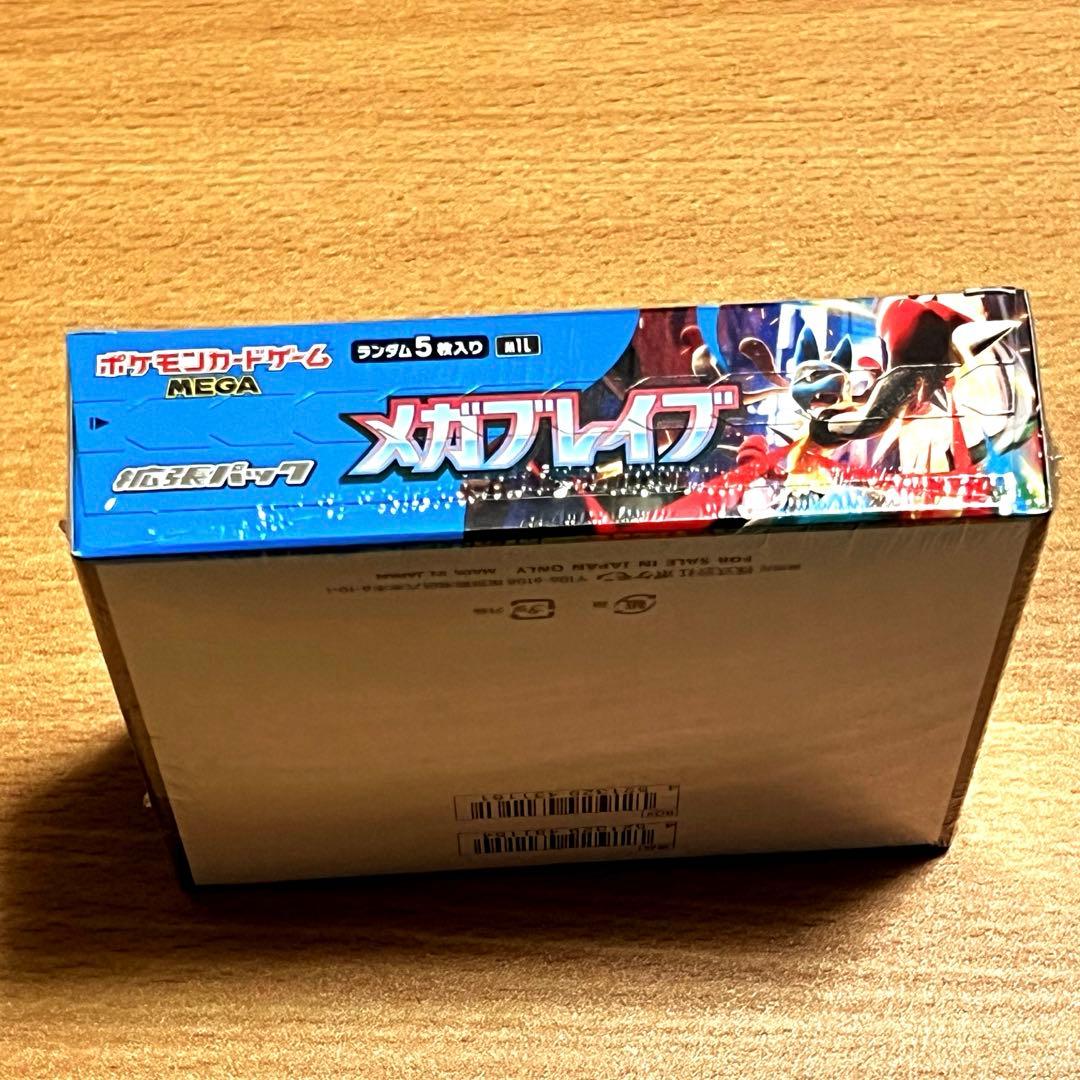 ポケモンカードゲーム
MEGA
ランダム5枚入り M1L
拡張パック
メガブレイブ
FOR SALE IN JAPAN ONLY MADE IN JAPAN